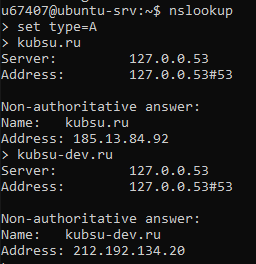 u67407@ubuntu-srv:~$ nslookup
> set type=A
> kubsu.ru
Server:         127.0.0.53
Address:        127.0.0.53#53

Non-authoritative answer:
Name:   kubsu.ru
Address: 185.13.84.92
> kubsu-dev.ru
Server:         127.0.0.53
Address:        127.0.0.53#53

Non-authoritative answer:
Name:   kubsu-dev.ru
Address: 212.192.134.20